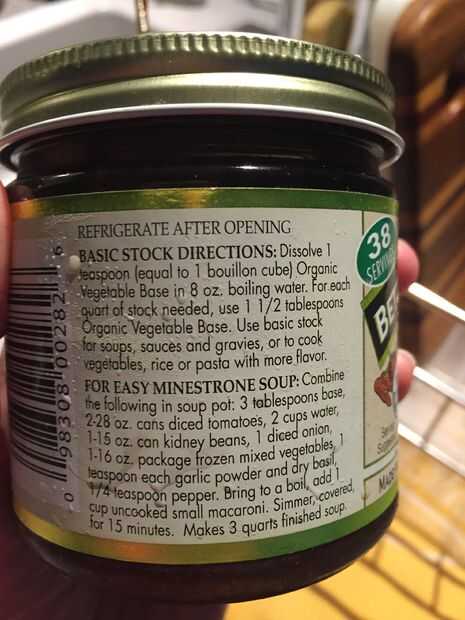 REFRIGERATE AFTER OPENING
BASIC STOCK DIRECTIONS: Dissolve 1
teaspoon (equal to 1 bouillon cube) Organic
Vegetable Base in 8 oz. boiling water. For each
quart of stock needed, use 1 1/2 tablespoons
Organic Vegetable Base. Use basic stock
for soups, sauces and gravies, or to cook
vegetables, rice or pasta with more flavor.
FOR EASY MINESTRONE SOUP: Combine
the following in soup pot: 3 tablespoons base,
2-28 oz. cans diced tomatoes, 2 cups water,
1-15 oz. can kidney beans, 1 diced onion,
1-16 oz. package frozen mixed vegetables, 1
teaspoon each garlic powder and dry basil,
1/4 teaspoon pepper. Bring to a boil, add 1
cup uncooked small macaroni. Simmer, covered,
for 15 minutes. Makes 3 quarts finished soup.
0 98308 00282 6
38
SERVI
BE
MADE